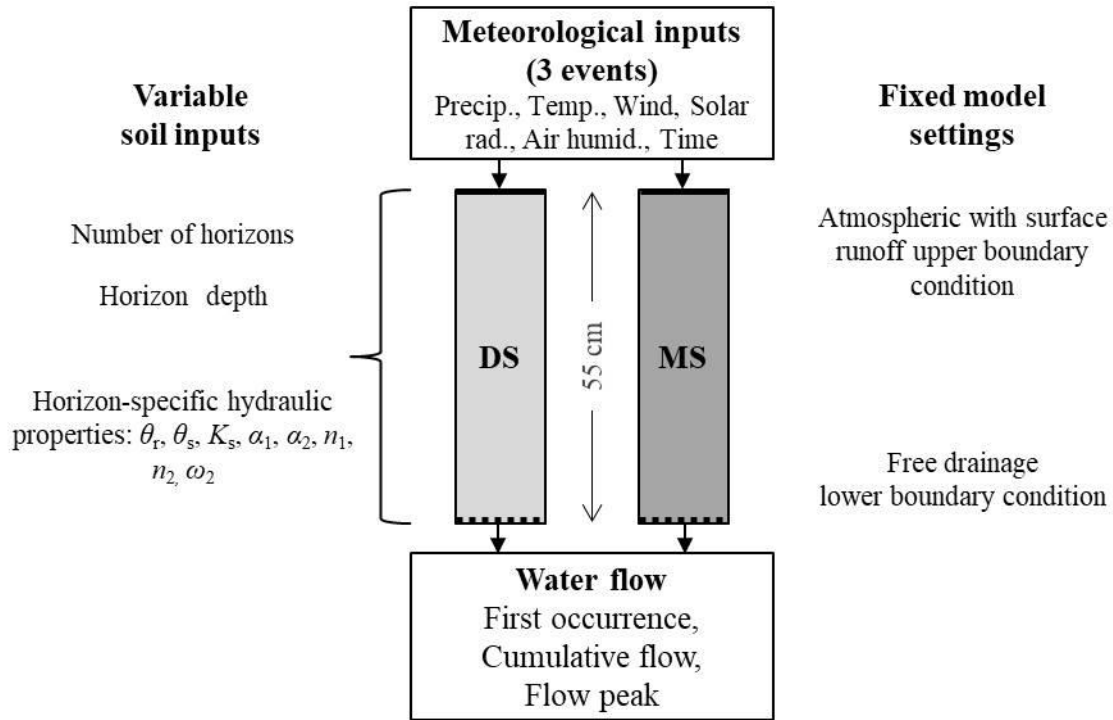 Meteorological inputs
(3 events)
Precip., Temp., Wind, Solar
rad., Air humid., Time
Variable
soil inputs
Number of horizons
Horizon depth
Horizon-specific hydraulic
properties: θr, θs, Ks, α1, α2, n1,
n2, ω2
DS
55 cm
MS
Fixed model
settings
Atmospheric with surface
runoff upper boundary
condition
Free drainage
lower boundary condition
Water flow
First occurrence,
Cumulative flow,
Flow peak